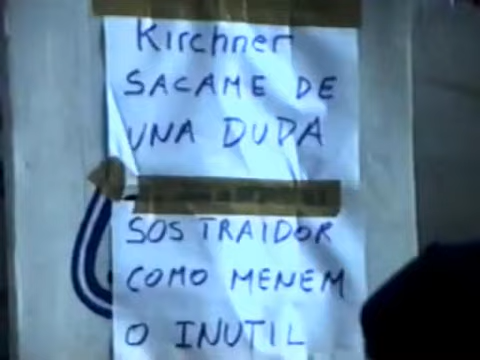 Kirchner
SACAME DE
UNA DUDA
SOS TRAIDOR
COMO MENEM
O INUTIL